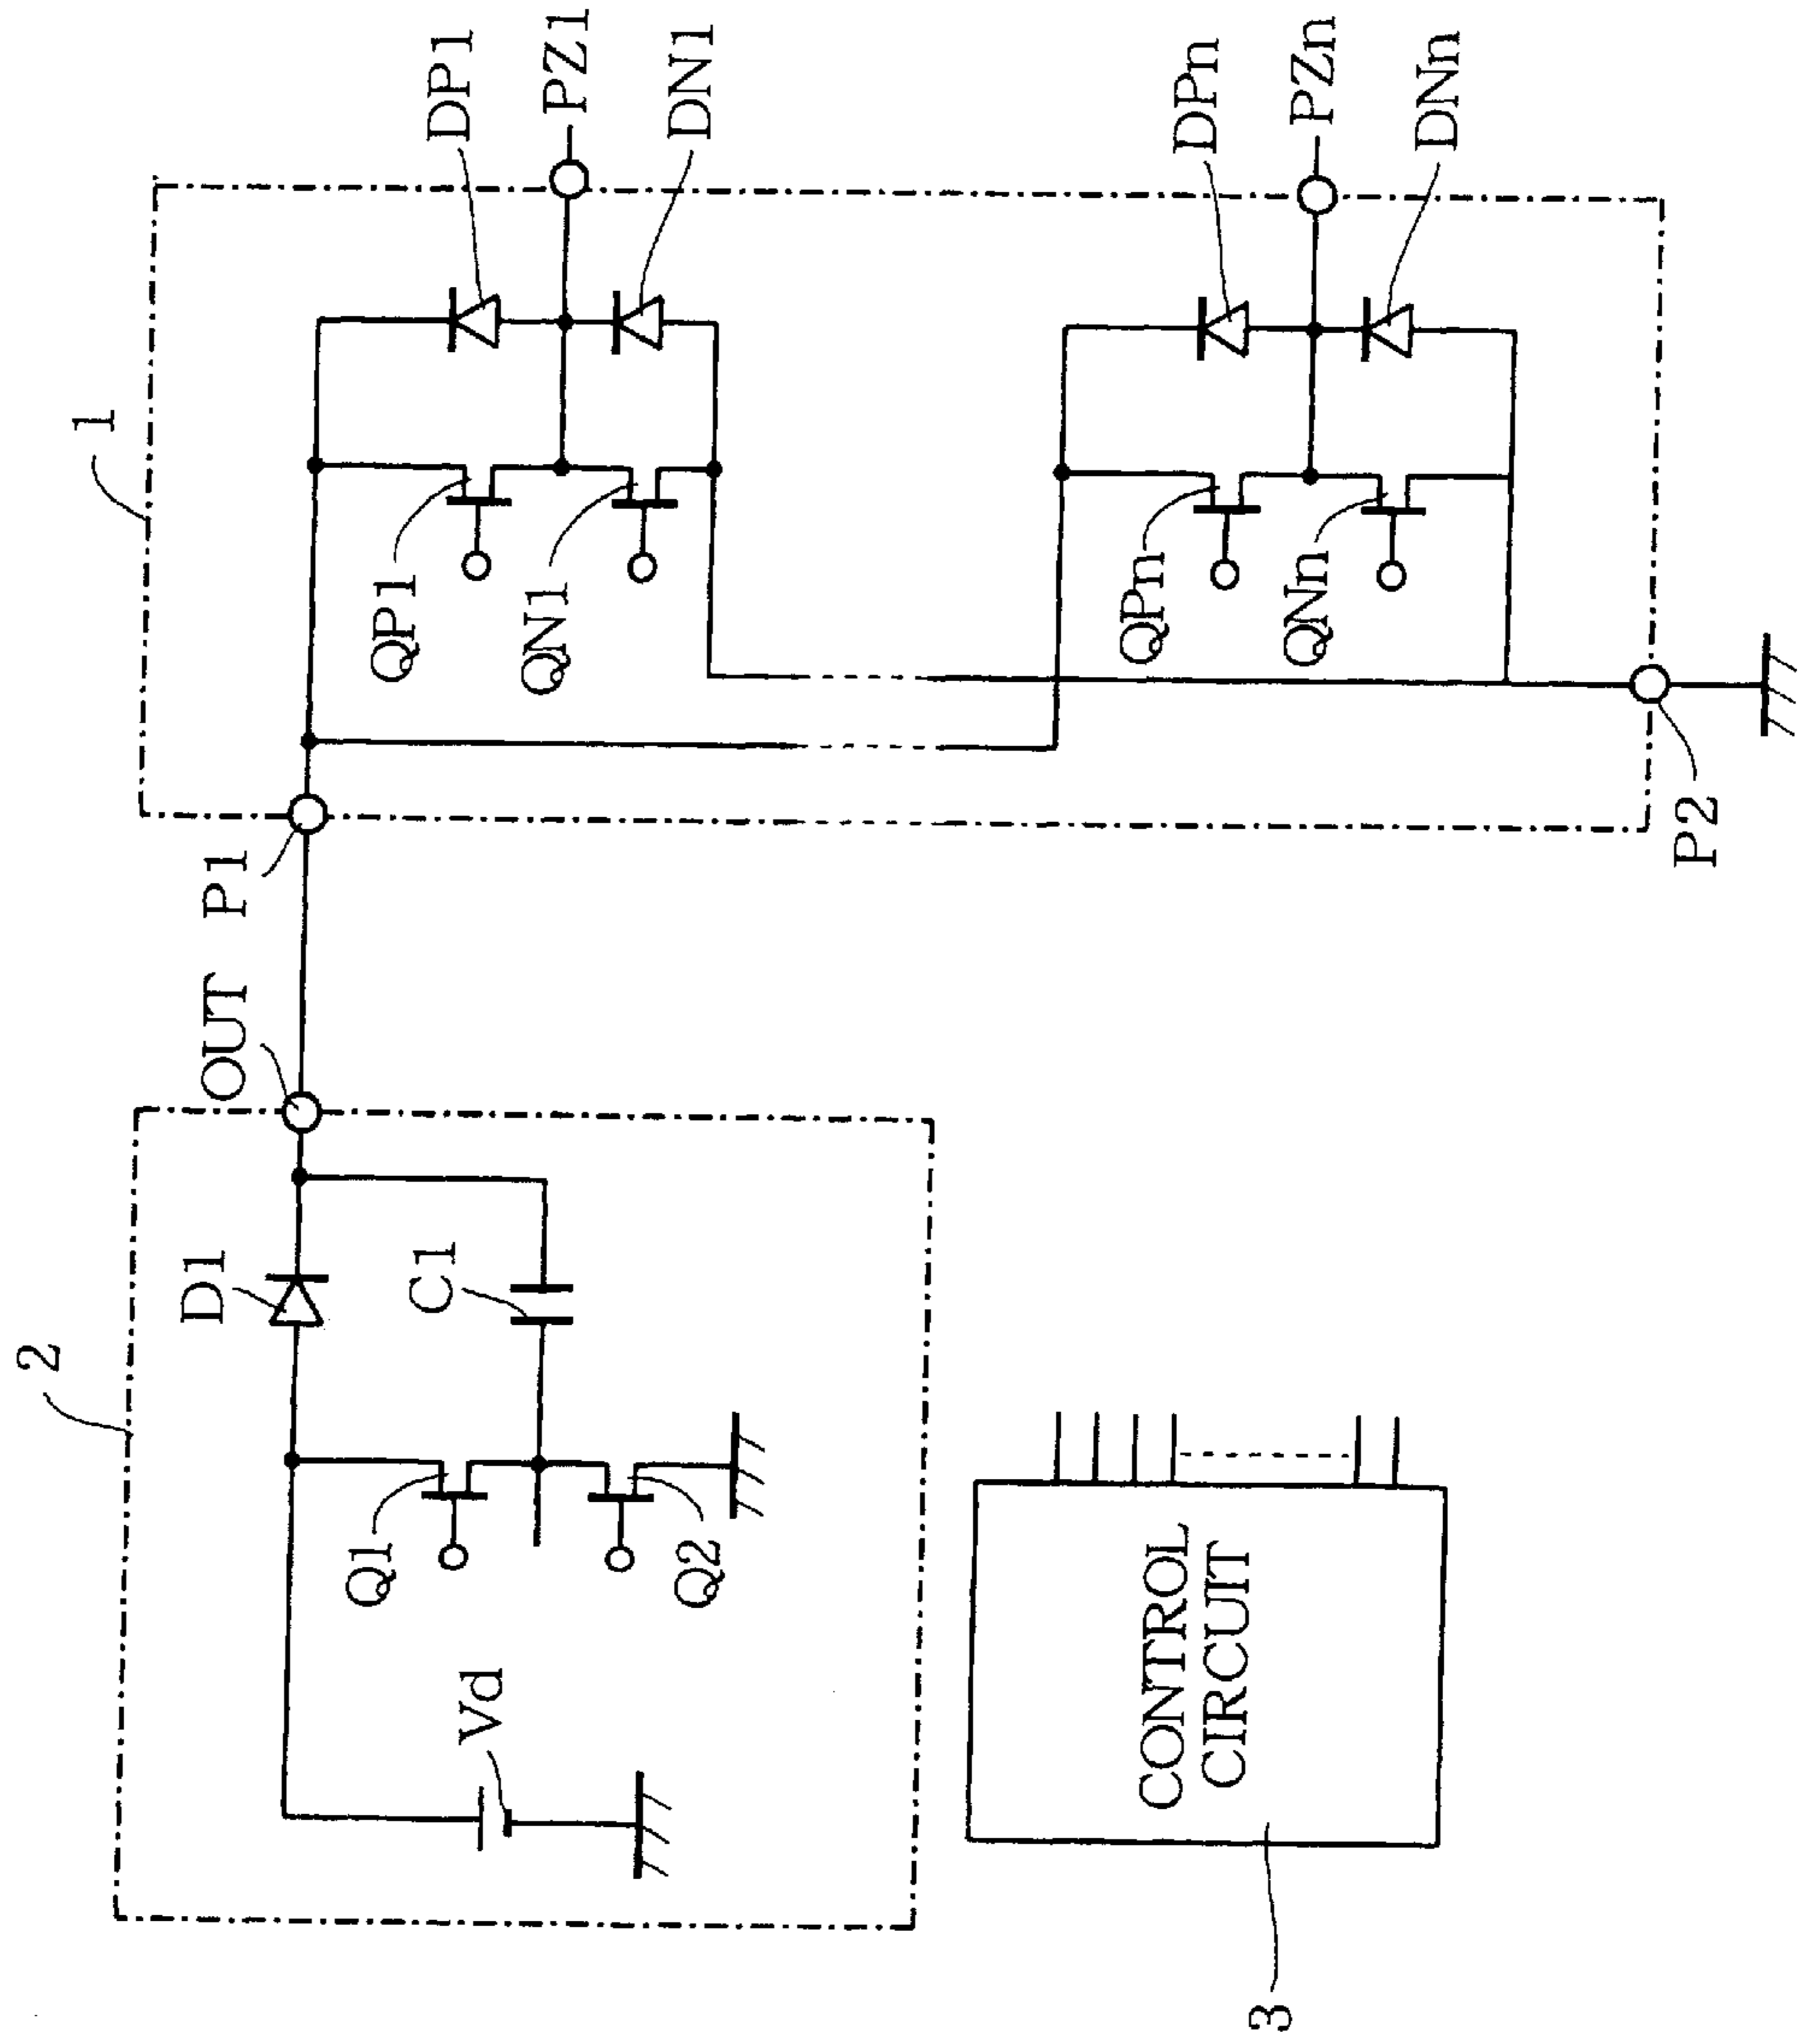 2
D1
OUT
P1
1
C1
Vd
Q1
Q2
QP1
QN1
DP1
PZ1
DN1
QPn
QNn
DPn
PZn
DNn
P2
CONTROL
CIRCUIT
3